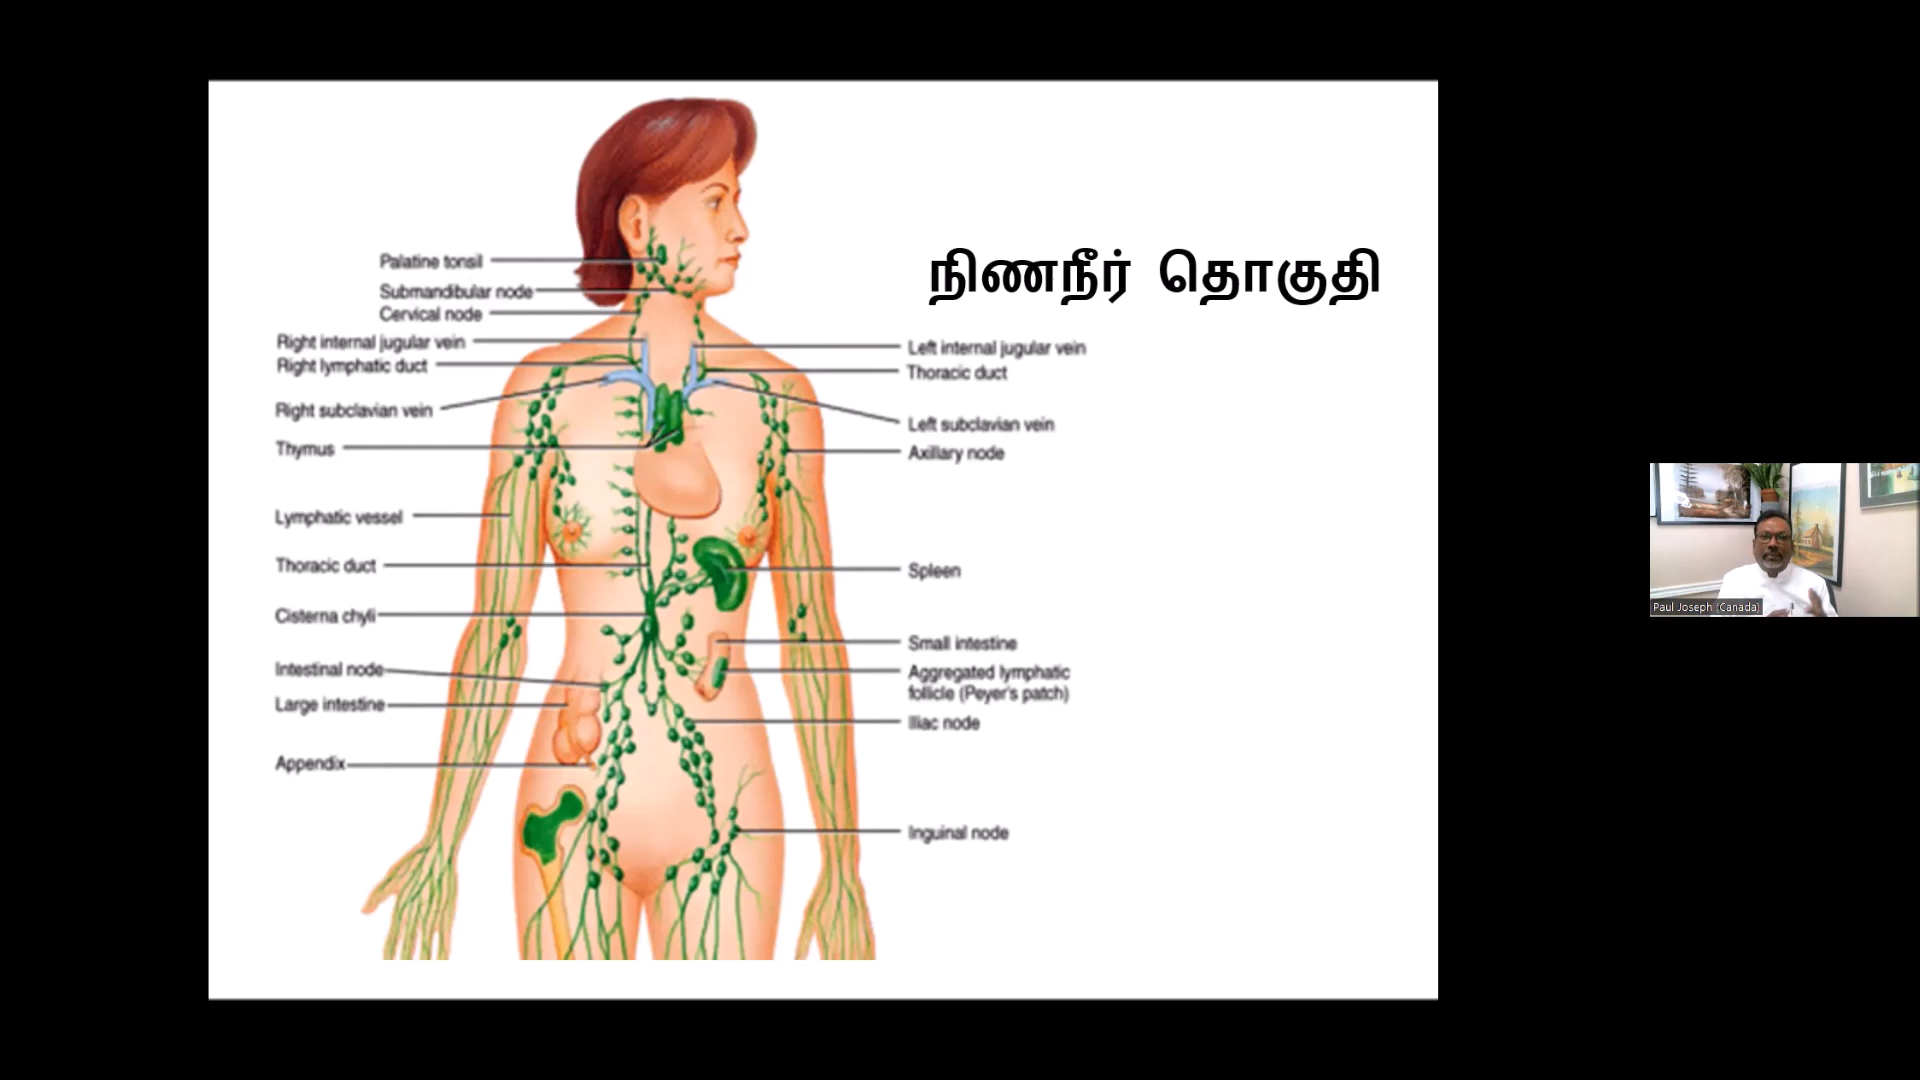 நிணநீர் தொகுதி
Palatine tonsil
Submandibular node
Cervical node
Right internal jugular vein
Right lymphatic duct
Right subclavian vein
Thymus
Lymphatic vessel
Thoracic duct
Cisterna chyli
Intestinal node
Large intestine
Appendix
Left internal jugular vein
Thoracic duct
Left subclavian vein
Axillary node
Spleen
Small intestine
Aggregated lymphatic
follicle (Peyer's patch)
Iliac node
Inguinal node
Paul Joseph (Canada)